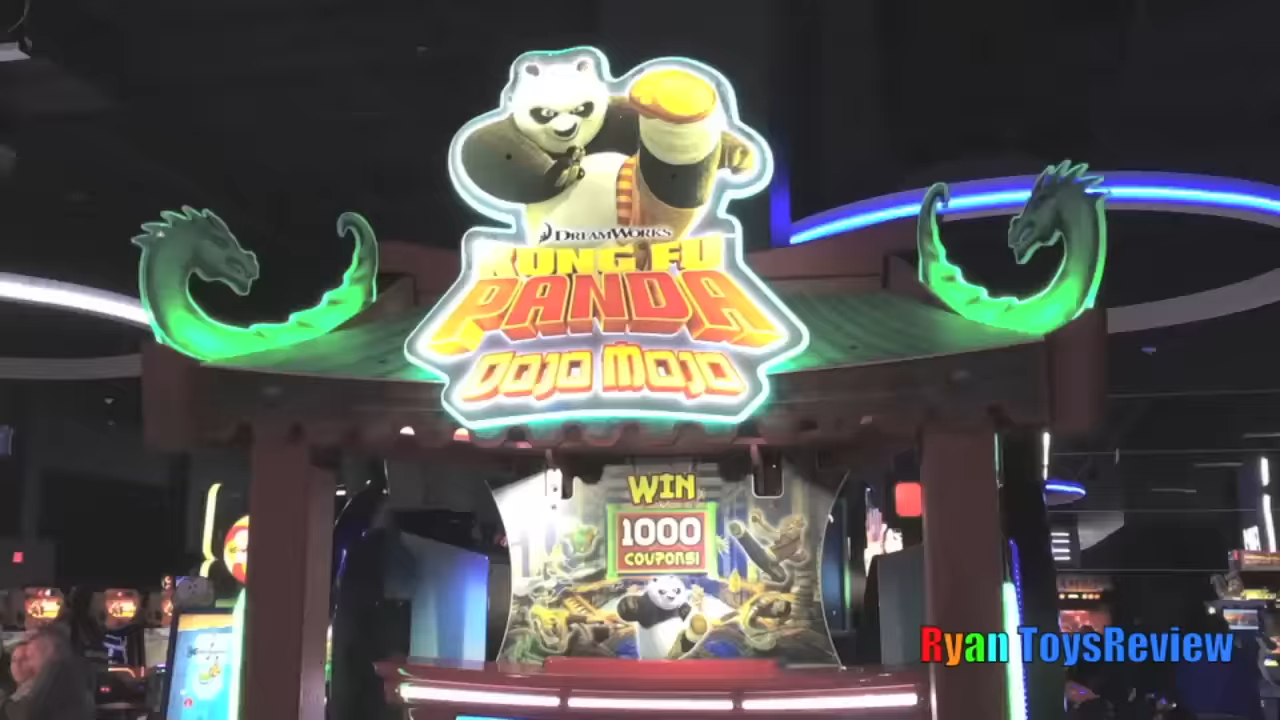 DREAMWORKS
KUNG FU
PANDA
DOJO MOJO
WIN
1000
COUPONS!
Ryan ToysReview